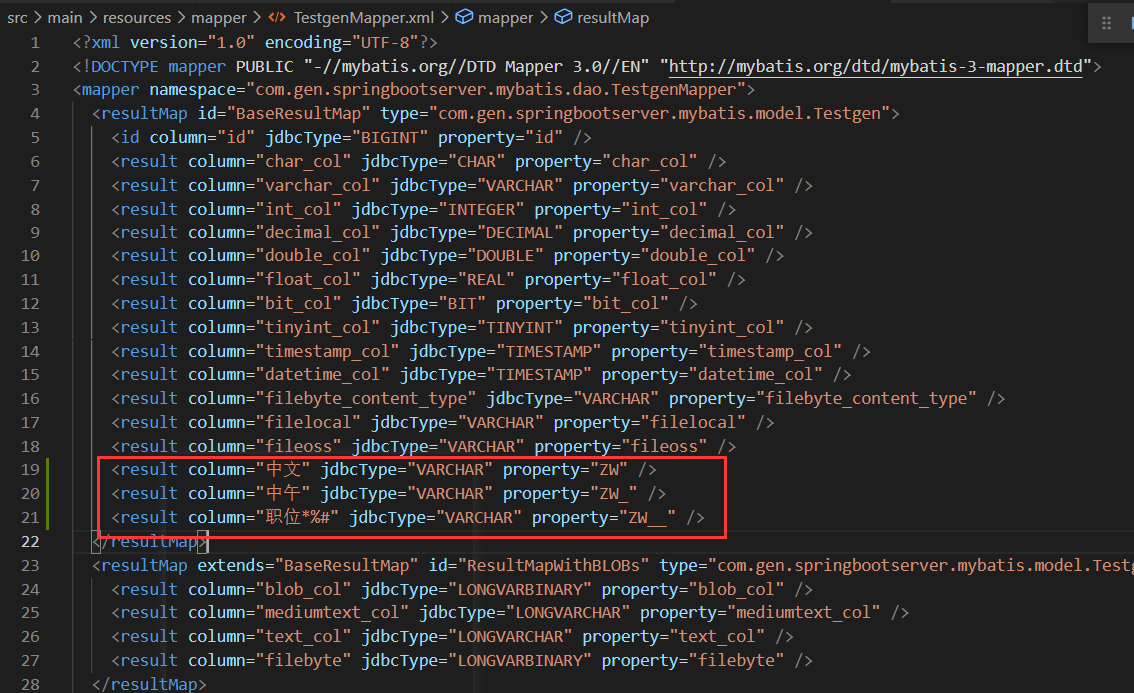 src > main > resources > mapper > TestgenMapper.xml > mapper > resultMap
1 <?xml version="1.0" encoding="UTF-8"?>
2 <!DOCTYPE mapper PUBLIC "-//mybatis.org//DTD Mapper 3.0//EN" "http://mybatis.org/dtd/mybatis-3-mapper.dtd">
3 <mapper namespace="com.gen.springbootserver.mybatis.dao.TestgenMapper">
4 <resultMap id="BaseResultMap" type="com.gen.springbootserver.mybatis.model.Testgen">
5 <id column="id" jdbcType="BIGINT" property="id" />
6 <result column="char_col" jdbcType="CHAR" property="char_col" />
7 <result column="varchar_col" jdbcType="VARCHAR" property="varchar_col" />
8 <result column="int_col" jdbcType="INTEGER" property="int_col" />
9 <result column="decimal_col" jdbcType="DECIMAL" property="decimal_col" />
10 <result column="double_col" jdbcType="DOUBLE" property="double_col" />
11 <result column="float_col" jdbcType="REAL" property="float_col" />
12 <result column="bit_col" jdbcType="BIT" property="bit_col" />
13 <result column="tinyint_col" jdbcType="TINYINT" property="tinyint_col" />
14 <result column="timestamp_col" jdbcType="TIMESTAMP" property="timestamp_col" />
15 <result column="datetime_col" jdbcType="TIMESTAMP" property="datetime_col" />
16 <result column="filebyte_content_type" jdbcType="VARCHAR" property="filebyte_content_type" />
17 <result column="filelocal" jdbcType="VARCHAR" property="filelocal" />
18 <result column="fileoss" jdbcType="VARCHAR" property="fileoss" />
19 <result column="中文" jdbcType="VARCHAR" property="ZW" />
20 <result column="中午" jdbcType="VARCHAR" property="ZW_" />
21 <result column="职位*%#" jdbcType="VARCHAR" property="ZW__" />
22 </resultMap>
23 <resultMap extends="BaseResultMap" id="ResultMapWithBLOBs" type="com.gen.springbootserver.mybatis.model.Testg
24 <result column="blob_col" jdbcType="LONGVARBINARY" property="blob_col" />
25 <result column="mediumtext_col" jdbcType="LONGVARCHAR" property="mediumtext_col" />
26 <result column="text_col" jdbcType="LONGVARCHAR" property="text_col" />
27 <result column="filebyte" jdbcType="LONGVARBINARY" property="filebyte" />
28 </resultMap>